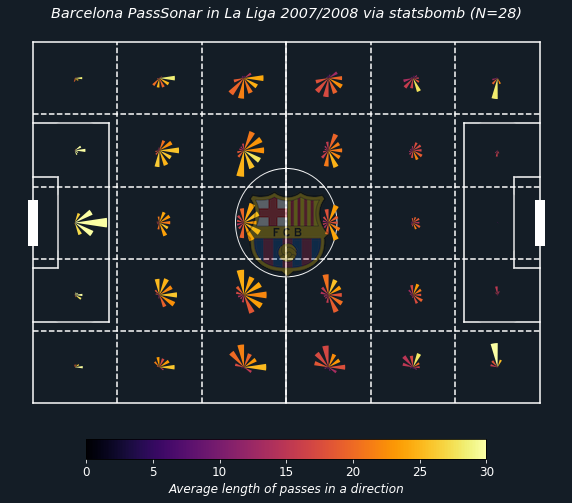 Barcelona PassSonar in La Liga 2007/2008 via statsbomb (N=28)
FCB
0 5 10 15 20 25 30
Average length of passes in a direction